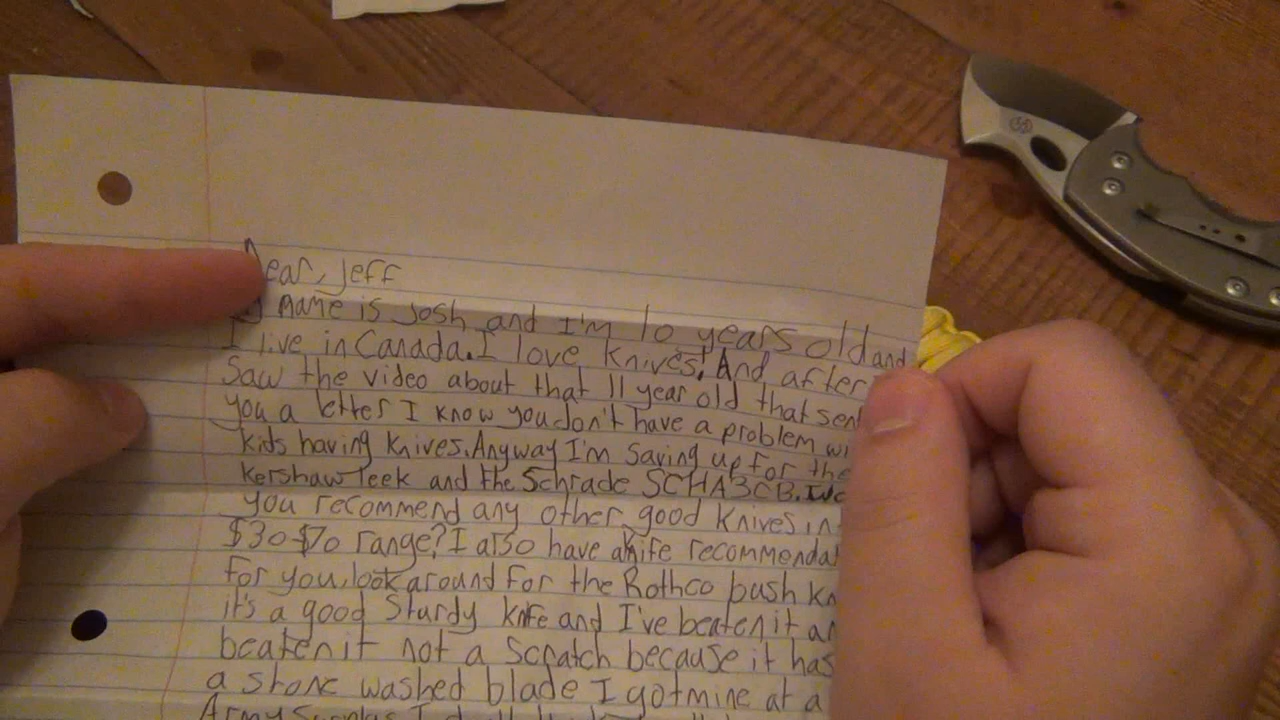 Dear, Jeff
name is Josh and I'm 10 years old and
I live in Canada. I love knives! And after
Saw the video about that 11 year old that sent
you a letter I know you don't have a problem
kids having knives. Anyway I'm saving up for the
kershaw leek and the Schrade SCHA3CB.
you recommend any other good knives in
$30-$70 range? I also have a knife
for you, look around for the Rothco bush
it's a good sturdy knife and I've beaten it
beaten it not a scratch because it has
a stone washed blade I got mine at a
Army Surplus I